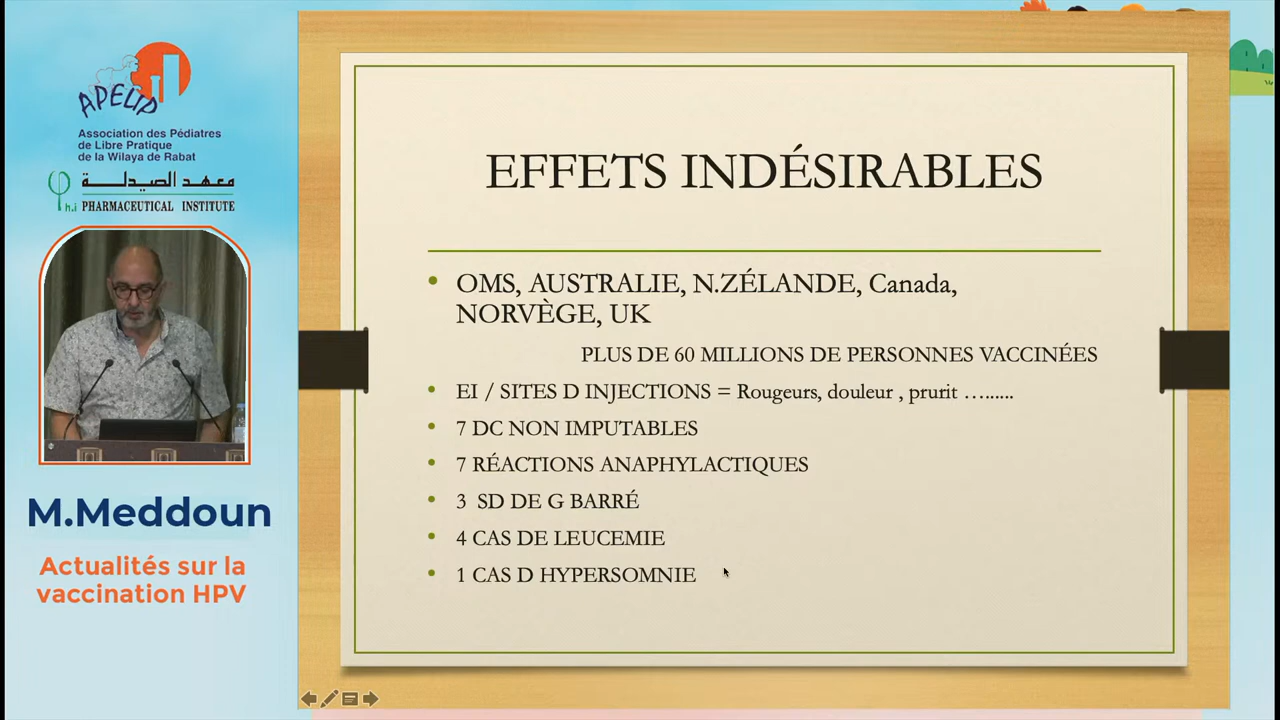 APELIP
Association des Pédiatres
de Libre Pratique
de la Wilaya de Rabat
معهد الصيدلة
h.i PHARMACEUTICAL INSTITUTE
M.Meddoun
Actualités sur la
vaccination HPV
EFFETS INDÉSIRABLES
• OMS, AUSTRALIE, N.ZÉLANDE, Canada,
NORVÈGE, UK
PLUS DE 60 MILLIONS DE PERSONNES VACCINÉES
• EI / SITES D INJECTIONS = Rougeurs, douleur , prurit ….......
• 7 DC NON IMPUTABLES
• 7 RÉACTIONS ANAPHYLACTIQUES
• 3 SD DE G BARRÉ
• 4 CAS DE LEUCEMIE
• 1 CAS D HYPERSOMNIE